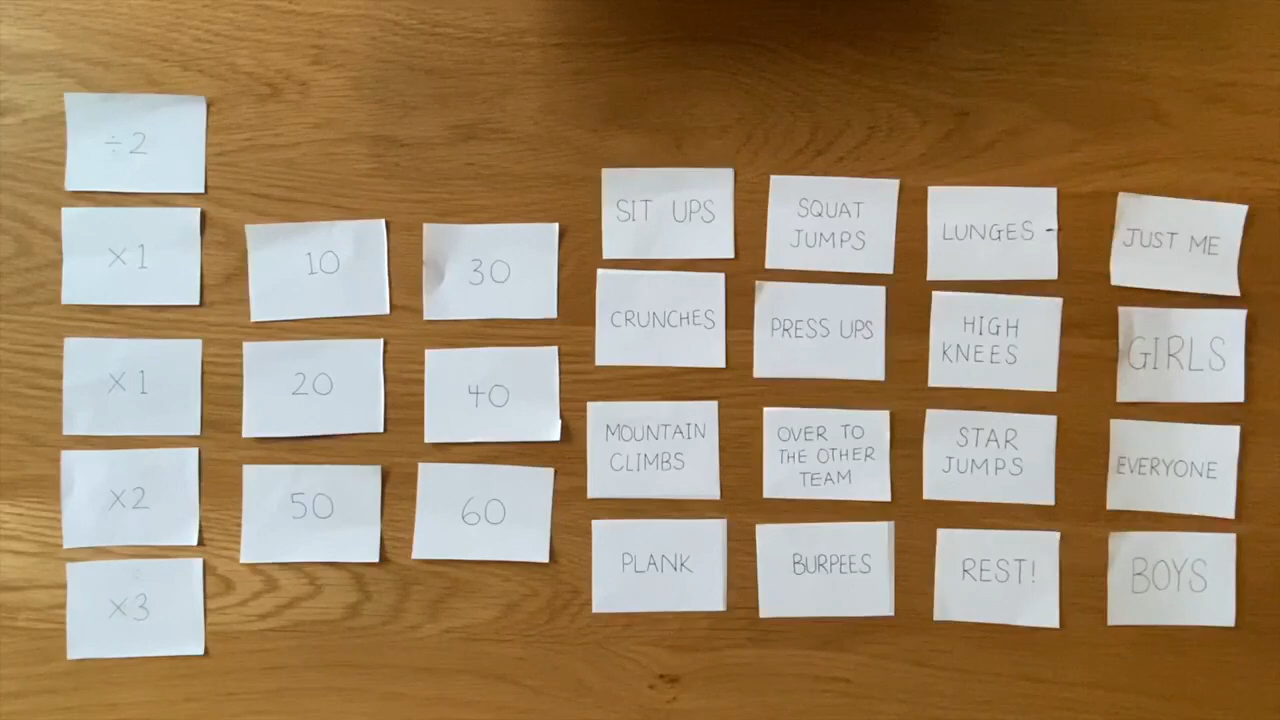 ÷2
×1
×1
×2
×3
10
20
50
30
40
60
SIT UPS
CRUNCHES
MOUNTAIN
CLIMBS
PLANK
SQUAT
JUMPS
PRESS UPS
OVER TO
THE OTHER
TEAM
BURPEES
LUNGES -
HIGH
KNEES
STAR
JUMPS
REST!
JUST ME
GIRLS
EVERYONE
BOYS